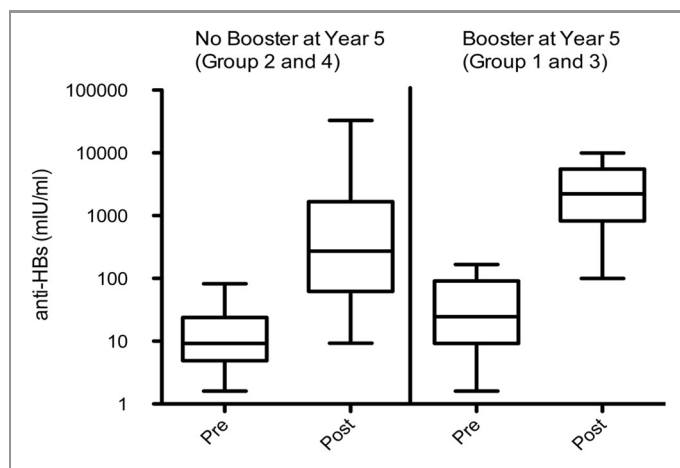 No Booster at Year 5
(Group 2 and 4)
Booster at Year 5
(Group 1 and 3)
anti-HBs (mIU/ml)
100000
10000
1000
100
10
1
Pre
Post
Pre
Post